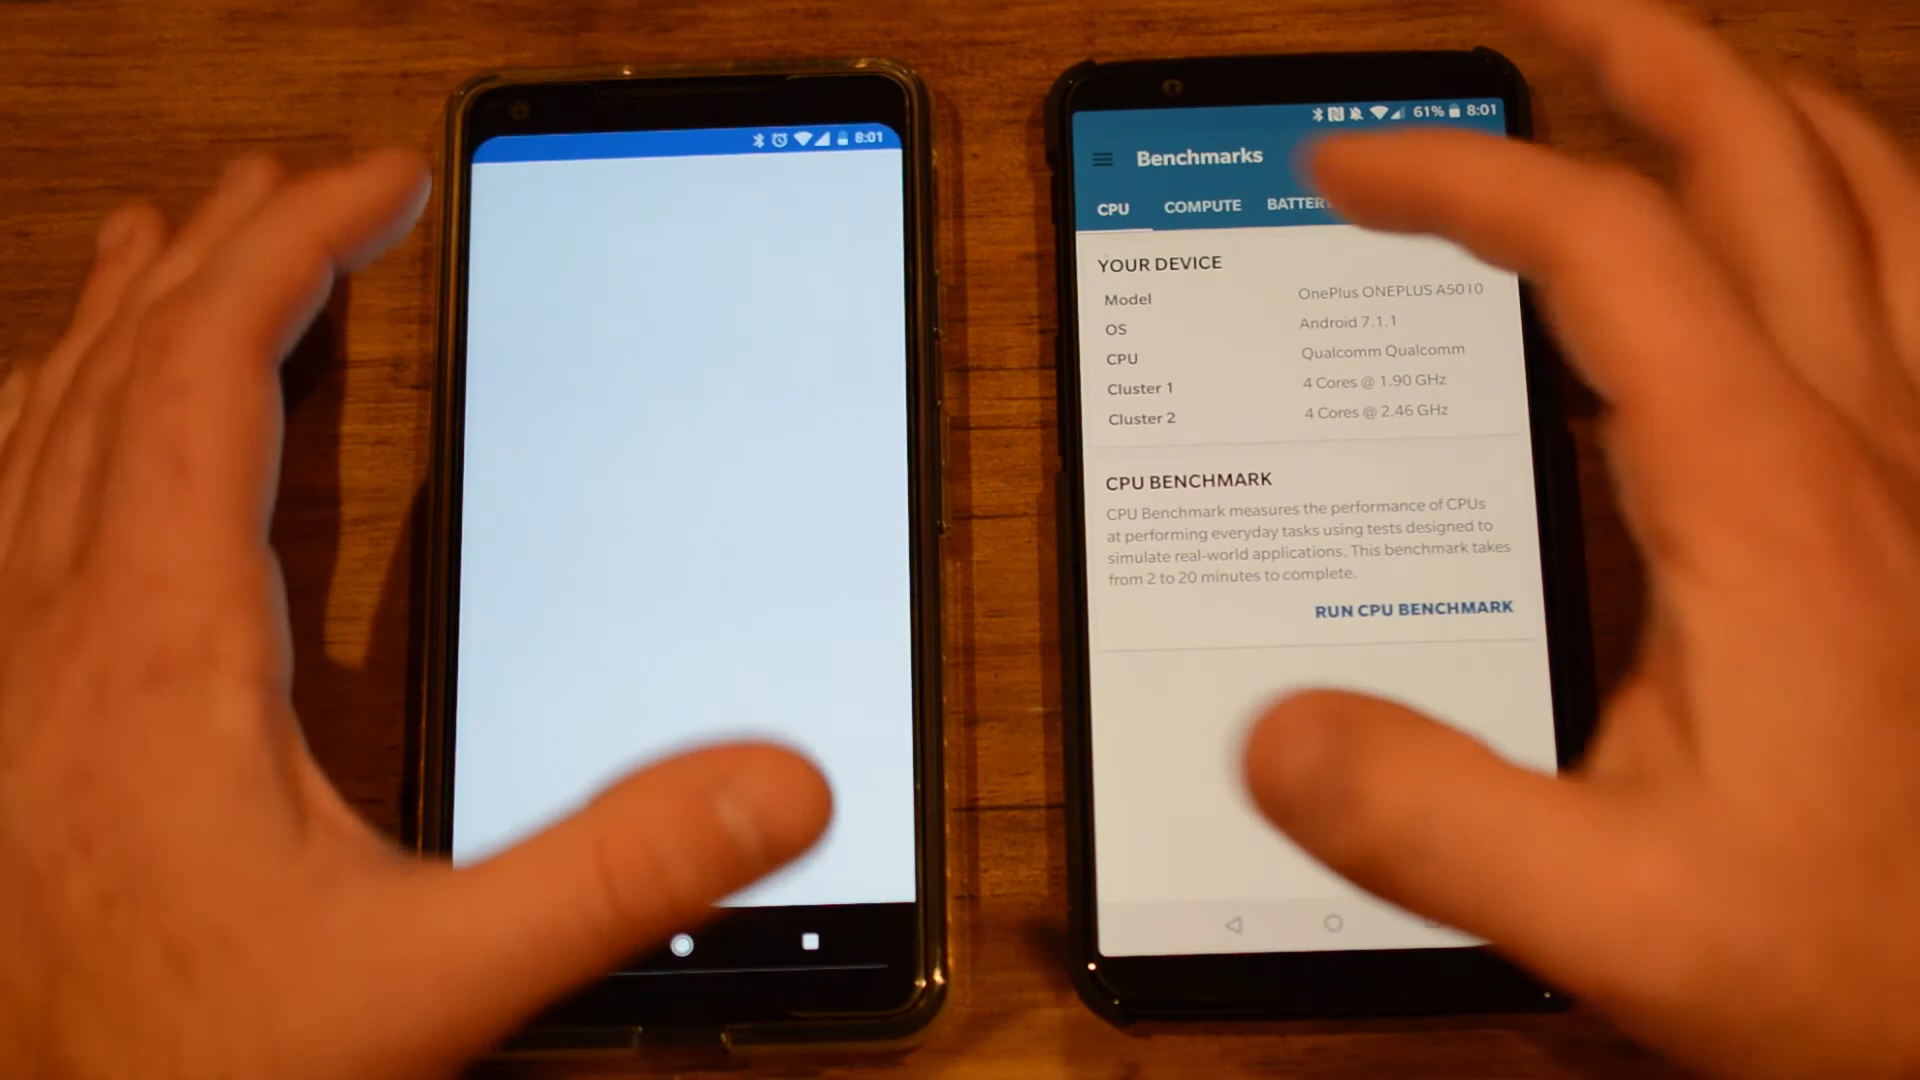 8:01
61% 8:01
Benchmarks
CPU COMPUTE
YOUR DEVICE
Model OnePlus ONEPLUS A5010
OS Android 7.1.1
CPU Qualcomm Qualcomm
Cluster 1 4 Cores @ 1.90 GHz
Cluster 2 4 Cores @ 2.46 GHz
CPU BENCHMARK
CPU Benchmark measures the performance of CPUs
at performing everyday tasks using tests designed to
simulate real-world applications. This benchmark takes
from 2 to 20 minutes to complete.
RUN CPU BENCHMARK